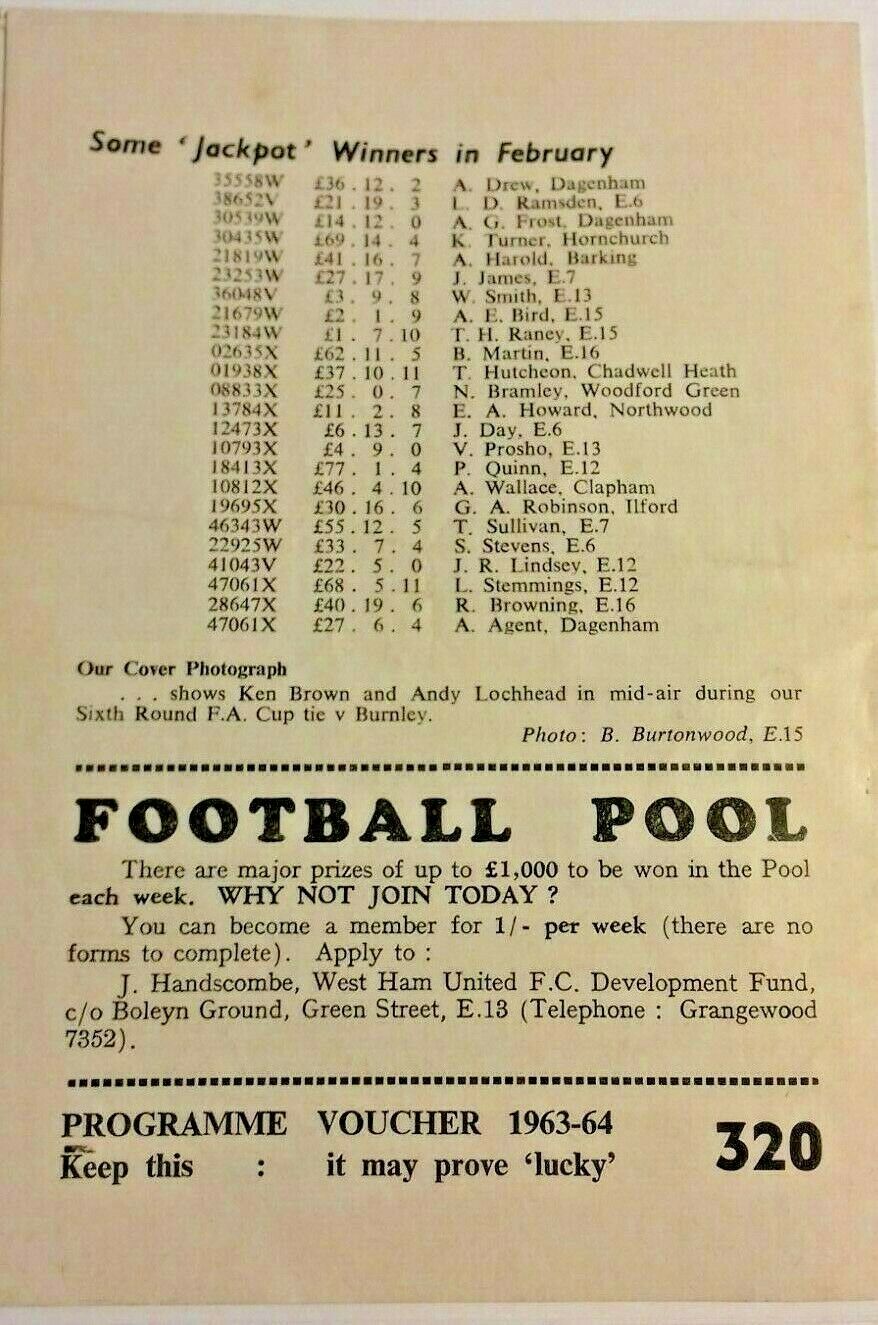 Some 'Jackpot' Winners in February
35558W £36 . 12 . 2 A. Drew, Dagenham
38652V £21 . 19 . 3 L. D. Ramsden, E.6
30539W £14 . 12 . 0 A. G. Frost, Dagenham
30435W £69 . 14 . 4 K. Turner, Hornchurch
21819W £41 . 16 . 7 A. Harold, Barking
23253W £27 . 17 . 9 J. James, E.7
36048V £3 . 9 . 8 W. Smith, E.13
21679W £2 . 1 . 9 A. E. Bird, E.15
23184W £1 . 7 . 10 T. H. Raney, E.15
02635X £62 . 11 . 5 B. Martin, E.16
01938X £37 . 10 . 11 T. Hutcheon, Chadwell Heath
08833X £25 . 0 . 7 N. Bramley, Woodford Green
13784X £11 . 2 . 8 E. A. Howard, Northwood
12473X £6 . 13 . 7 J. Day, E.6
10793X £4 . 9 . 0 V. Prosho, E.13
18413X £77 . 1 . 4 P. Quinn, E.12
10812X £46 . 4 . 10 A. Wallace, Clapham
19695X £30 . 16 . 6 G. A. Robinson, Ilford
46343W £55 . 12 . 5 T. Sullivan, E.7
22925W £33 . 7 . 4 S. Stevens, E.6
41043V £22 . 5 . 0 J. R. Lindsey, E.12
47061X £68 . 5 . 11 L. Stemmings, E.12
28647X £40 . 19 . 6 R. Browning, E.16
47061X £27 . 6 . 4 A. Agent, Dagenham
Our Cover Photograph
. . . shows Ken Brown and Andy Lochhead in mid-air during our
Sixth Round F.A. Cup tie v Burnley.
Photo: B. Burtonwood, E.15
FOOTBALL POOL
There are major prizes of up to £1,000 to be won in the Pool
each week. WHY NOT JOIN TODAY ?
You can become a member for 1/- per week (there are no
forms to complete). Apply to :
J. Handscombe, West Ham United F.C. Development Fund,
c/o Boleyn Ground, Green Street, E.13 (Telephone : Grangewood
7352).
PROGRAMME VOUCHER 1963-64
Keep this : it may prove 'lucky'
320